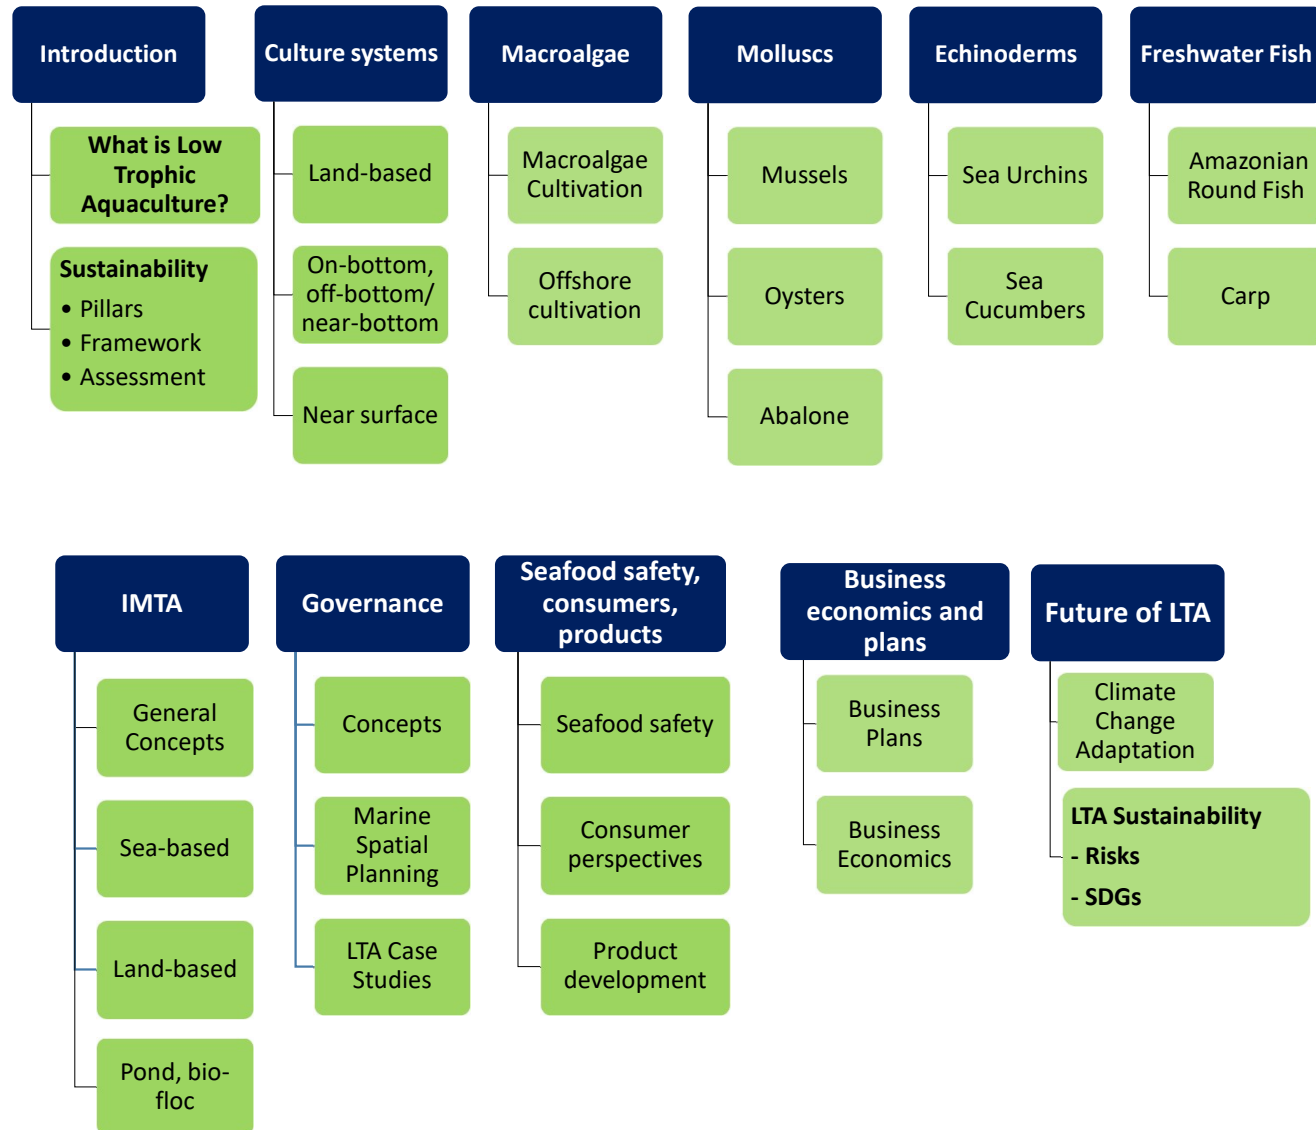 Introduction
What is Low
Trophic
Aquaculture?
Sustainability
• Pillars
• Framework
• Assessment
Culture systems
Land-based
On-bottom,
off-bottom/
near-bottom
Near surface
Macroalgae
Macroalgae
Cultivation
Offshore
cultivation
Molluscs
Mussels
Oysters
Abalone
Echinoderms
Sea Urchins
Sea
Cucumbers
Freshwater Fish
Amazonian
Round Fish
Carp
IMTA
General
Concepts
Sea-based
Land-based
Pond, bio-
floc
Governance
Concepts
Marine
Spatial
Planning
LTA Case
Studies
Seafood safety,
consumers,
products
Seafood safety
Consumer
perspectives
Product
development
Business
economics and
plans
Business
Plans
Business
Economics
Future of LTA
Climate
Change
Adaptation
LTA Sustainability
- Risks
- SDGs